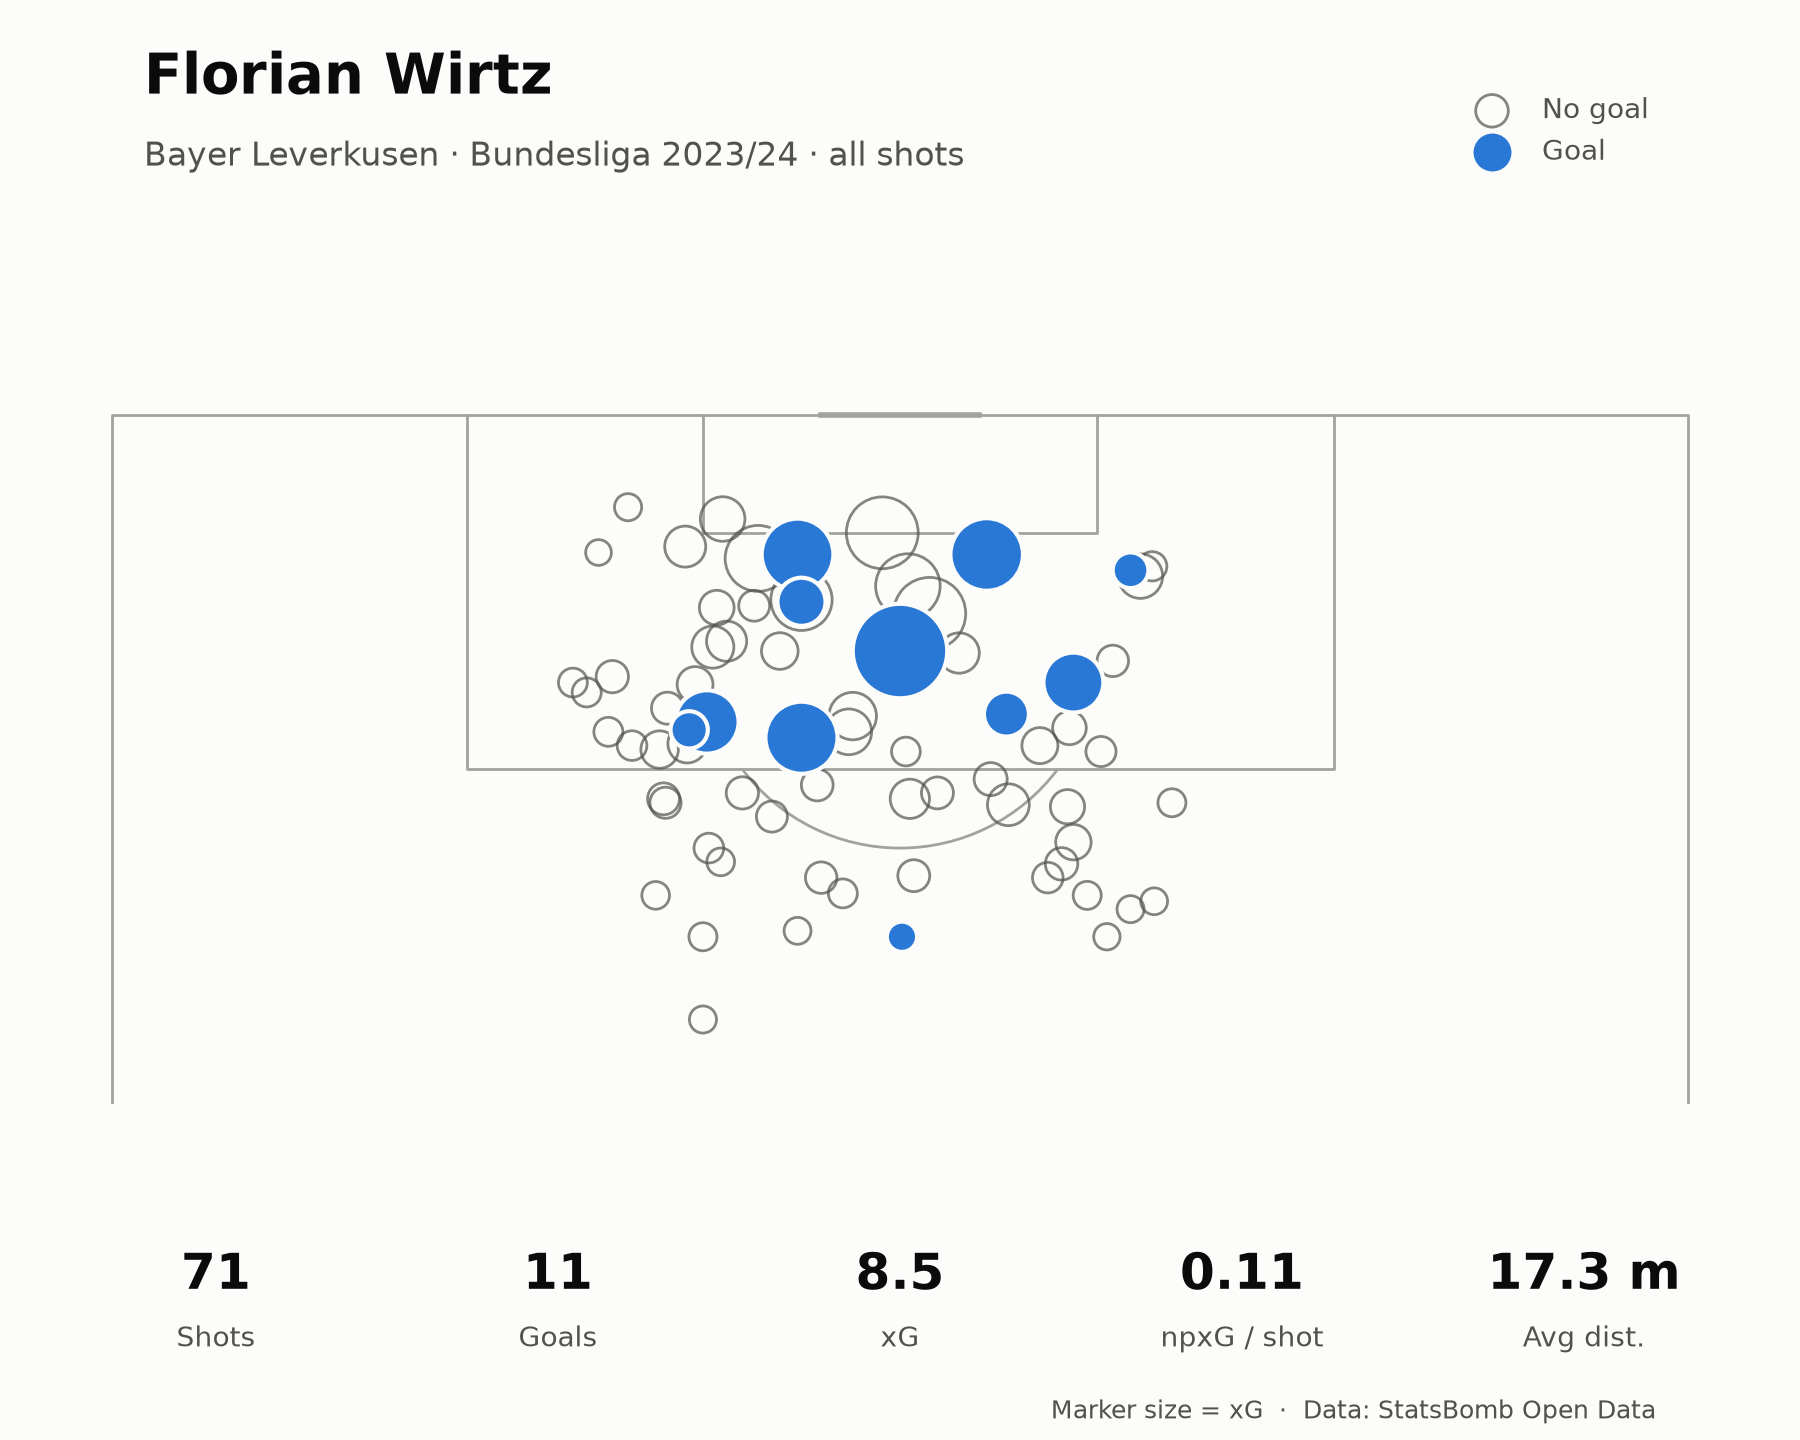 Florian Wirtz
Bayer Leverkusen · Bundesliga 2023/24 · all shots
No goal
Goal
71
Shots
11
Goals
8.5
xG
0.11
npxG / shot
17.3 m
Avg dist.
Marker size = xG · Data: StatsBomb Open Data